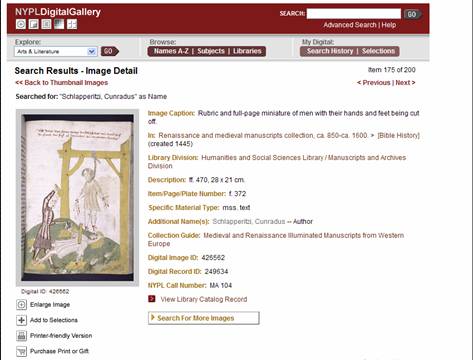 NYPLDigitalGallery
SEARCH: GO
Advanced Search | Help
Explore: Browse: My Digital:
Arts & Literature GO Names A-Z | Subjects | Libraries Search History | Selections
Search Results - Image Detail Item 175 of 200
<< Back to Thumbnail Images < Previous | Next >
Searched for: "Schlapperitzi, Cunradus" as Name
Image Caption: Rubric and full-page miniature of men with their hands and feet being cut
off.
In: Renaissance and medieval manuscripts collection, ca. 850-ca. 1600. > [Bible History]
(created 1445)
Library Division: Humanities and Social Sciences Library / Manuscripts and Archives
Division
Description: ff. 470, 28 x 21 cm.
Item/Page/Plate Number: f. 372
Specific Material Type: mss. text
Additional Name(s): Schlapperitzi, Cunradus -- Author
Collection Guide: Medieval and Renaissance Illuminated Manuscripts from Western
Europe
Digital Image ID: 426562
Digital Record ID: 249634
NYPL Call Number: MA 104
View Library Catalog Record
Search For More Images
Digital ID: 426562
Enlarge Image
Add to Selections
Printer-friendly Version
Purchase Print or Gift